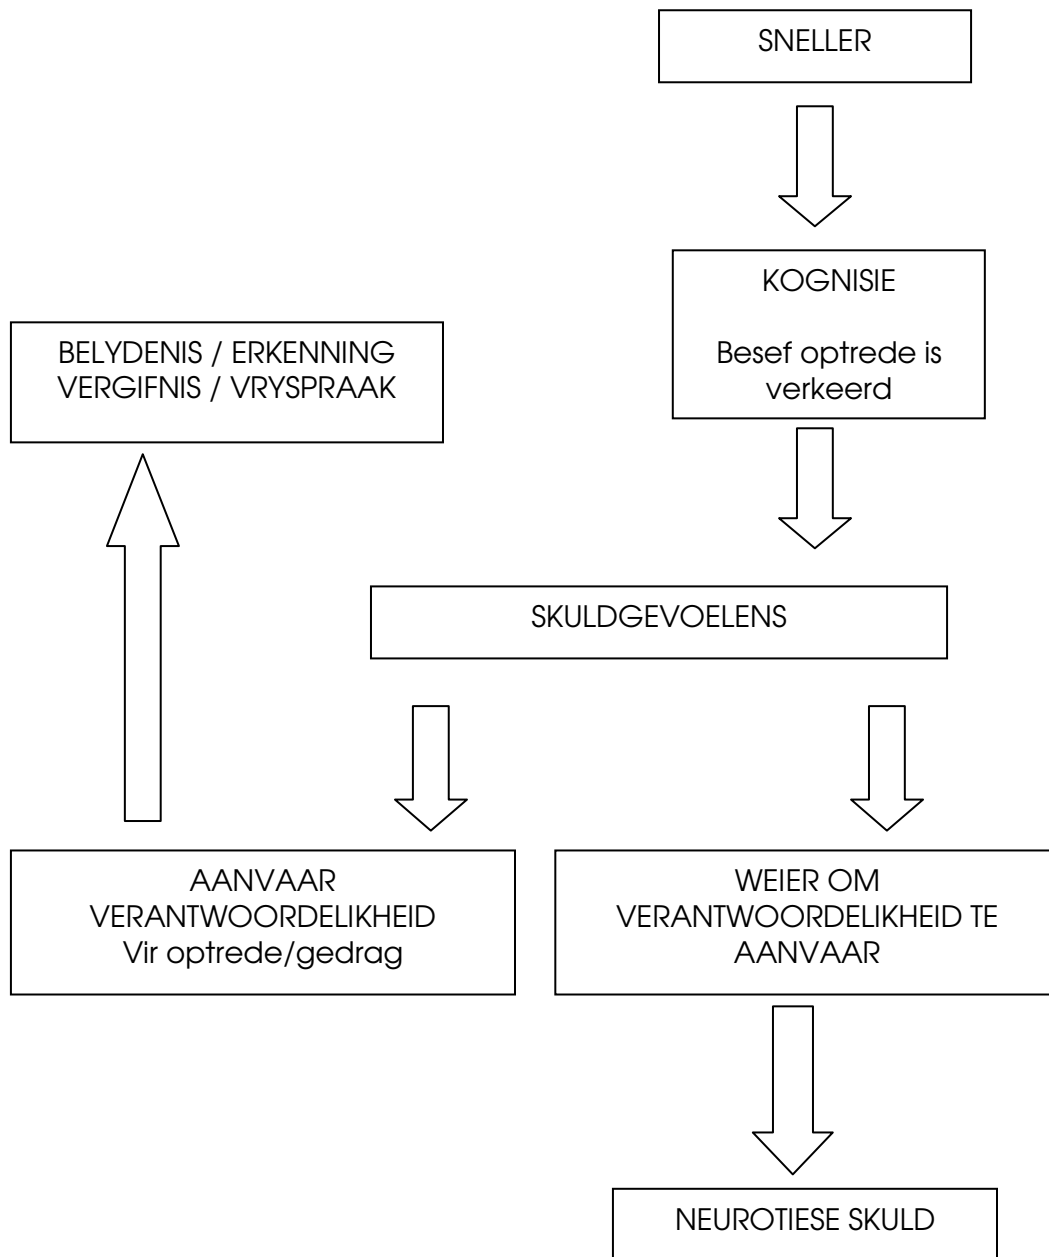 SNELLER
KOGNISIE
Besef optrede is
verkeerd
BELYDENIS / ERKENNING
VERGIFNIS / VRYSPRAAK
SKULDGEVOELENS
AANVAAR
VERANTWOORDELIKHEID
Vir optrede/gedrag
WEIER OM
VERANTWOORDELIKHEID TE
AANVAAR
NEUROTIESE SKULD